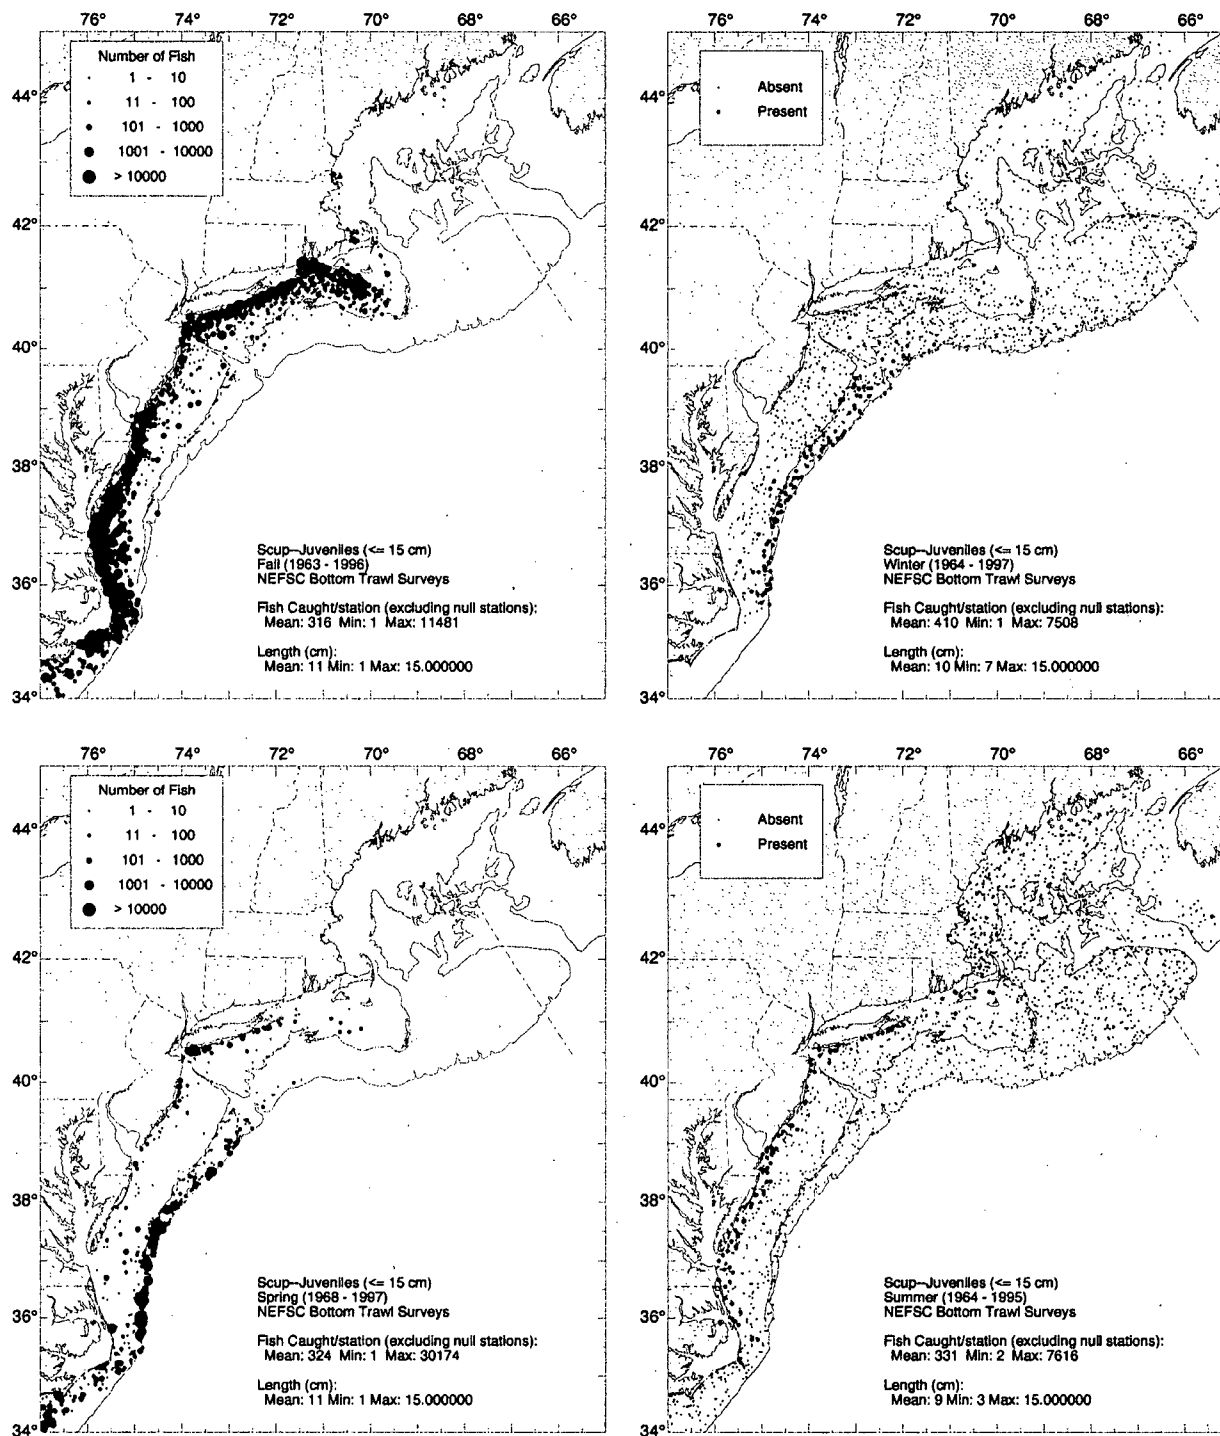 76° 74° 72° 70° 68° 66°
Number of Fish
1 - 10
11 - 100
101 - 1000
1001 - 10000
> 10000
44°
42°
40°
38°
36°
34°
Scup--Juveniles (<= 15 cm)
Fall (1963 - 1996)
NEFSC Bottom Trawl Surveys
Fish Caught/station (excluding null stations):
Mean: 316 Min: 1 Max: 11481
Length (cm):
Mean: 11 Min: 1 Max: 15.000000
76° 74° 72° 70° 68° 66°
Absent
Present
44°
42°
40°
38°
36°
34°
Scup--Juveniles (<= 15 cm)
Winter (1964 - 1997)
NEFSC Bottom Trawl Surveys
Fish Caught/station (excluding null stations):
Mean: 410 Min: 1 Max: 7508
Length (cm):
Mean: 10 Min: 7 Max: 15.000000
76° 74° 72° 70° 68° 66°
Number of Fish
1 - 10
11 - 100
101 - 1000
1001 - 10000
> 10000
44°
42°
40°
38°
36°
34°
Scup--Juveniles (<= 15 cm)
Spring (1968 - 1997)
NEFSC Bottom Trawl Surveys
Fish Caught/station (excluding null stations):
Mean: 324 Min: 1 Max: 30174
Length (cm):
Mean: 11 Min: 1 Max: 15.000000
76° 74° 72° 70° 68° 66°
Absent
Present
44°
42°
40°
38°
36°
34°
Scup--Juveniles (<= 15 cm)
Summer (1964 - 1995)
NEFSC Bottom Trawl Surveys
Fish Caught/station (excluding null stations):
Mean: 331 Min: 2 Max: 7616
Length (cm):
Mean: 9 Min: 3 Max: 15.000000